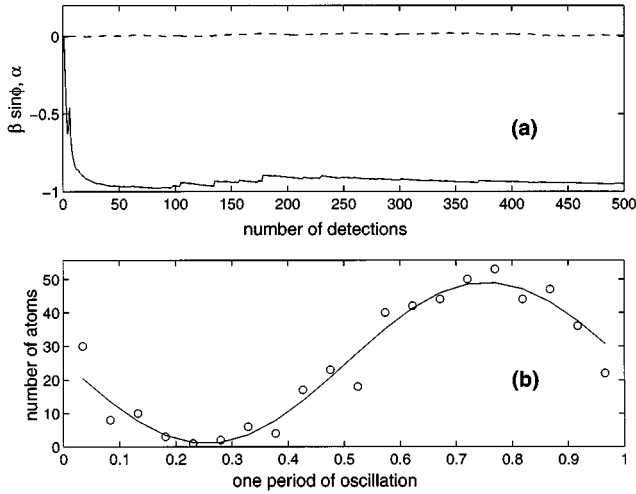 0
-0.5
-1
β sinφ, α
(a)
0 50 100 150 200 250 300 350 400 450 500
number of detections
50
40
30
20
10
0
number of atoms
(b)
0 0.1 0.2 0.3 0.4 0.5 0.6 0.7 0.8 0.9 1
one period of oscillation